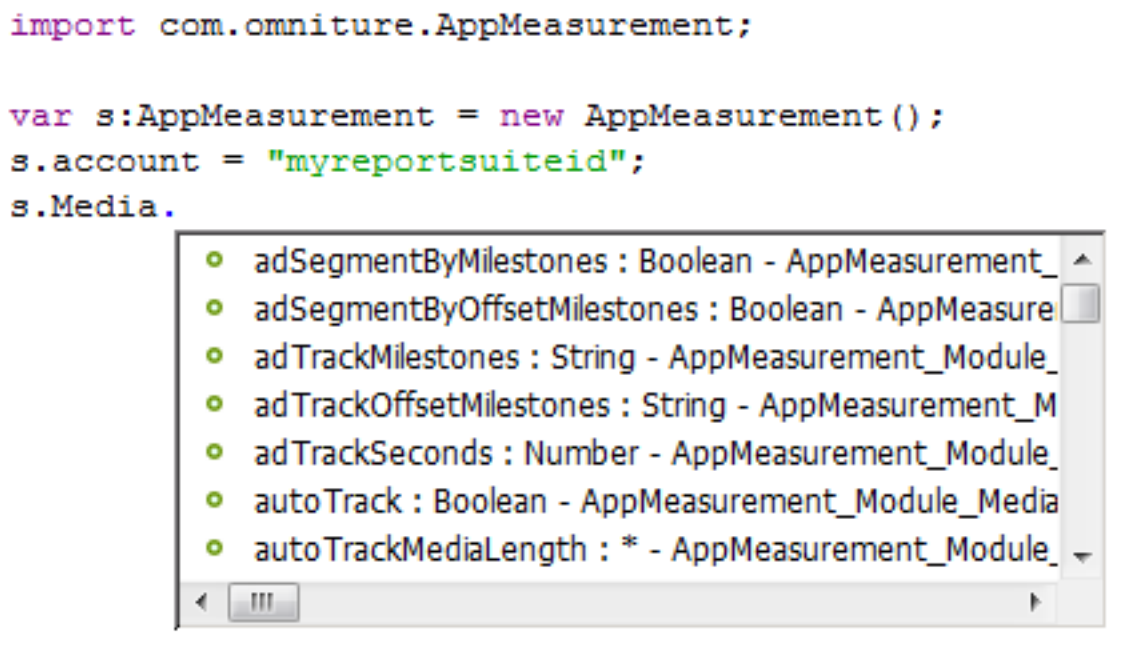 import com.omniture.AppMeasurement;
var s:AppMeasurement = new AppMeasurement();
s.account = "myreportsuiteid";
s.Media.
adSegmentByMilestones : Boolean - AppMeasurement_
adSegmentByOffsetMilestones : Boolean - AppMeasure
adTrackMilestones : String - AppMeasurement_Module_
adTrackOffsetMilestones : String - AppMeasurement_M
adTrackSeconds : Number - AppMeasurement_Module_
autoTrack : Boolean - AppMeasurement_Module_Media
autoTrackMediaLength : * - AppMeasurement_Module_